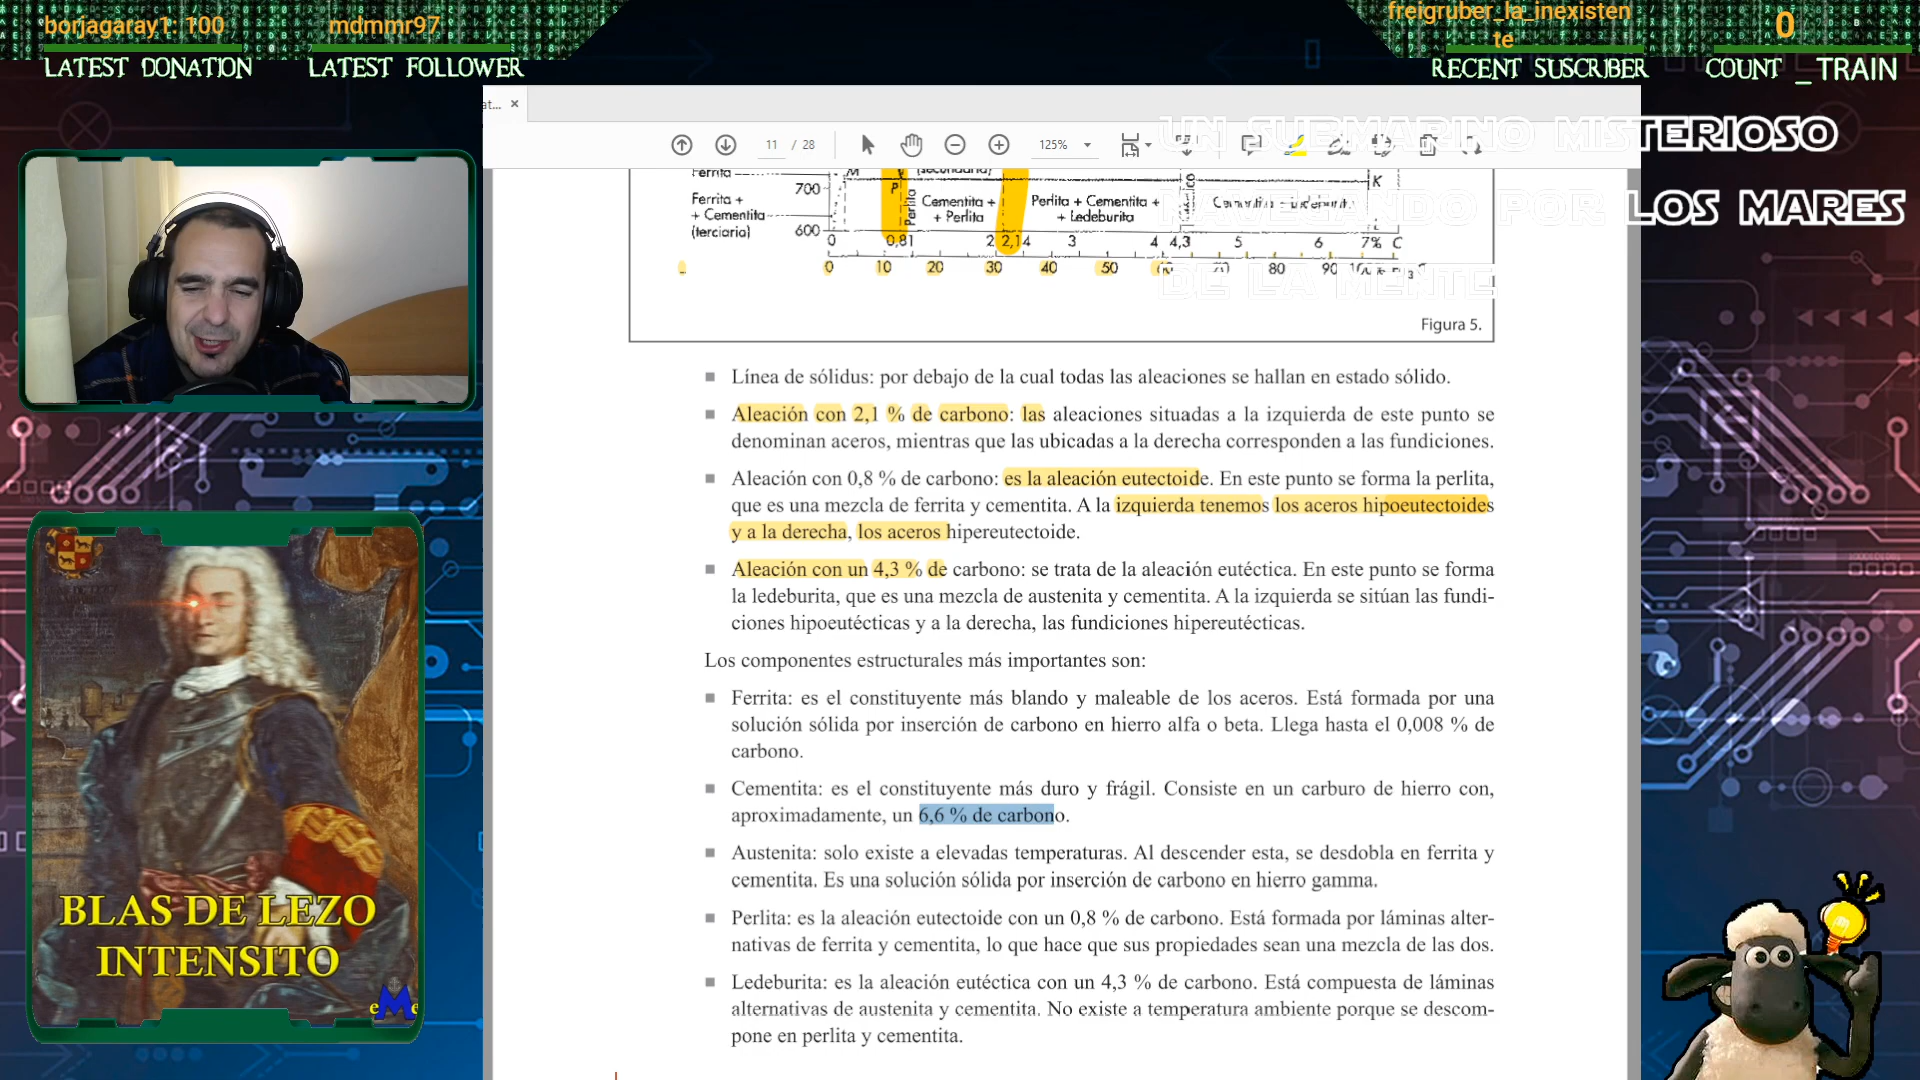 borjagaray1: 100
mdmmr97
freigruber_la_inexisten
te
0
LATEST DONATION
LATEST FOLLOWER
RECENT SUSCRIBER
COUNT _TRAIN
at... ×
11 / 28
125%
UN SUBMARINO MISTERIOSO
NAVEGANDO POR LOS MARES
DE LA MENTE
Ferrita
M
P
(secundaria)
K
700
Ferrita +
+ Cementita
(terciaria)
Perlita
Cementita +
+ Perlita
Perlita + Cementita +
+ Ledeburita
Cementita + Ledeburita
L
600
0 0,81 2 2,14 3 4 4,3 5 6 7% C
0 10 20 30 40 50 60 70 80 90
Figura 5.
■ Línea de sólidus: por debajo de la cual todas las aleaciones se hallan en estado sólido.
■ Aleación con 2,1 % de carbono: las aleaciones situadas a la izquierda de este punto se
denominan aceros, mientras que las ubicadas a la derecha corresponden a las fundiciones.
■ Aleación con 0,8 % de carbono: es la aleación eutectoide. En este punto se forma la perlita,
que es una mezcla de ferrita y cementita. A la izquierda tenemos los aceros hipoeutectoides
y a la derecha, los aceros hipereutectoide.
■ Aleación con un 4,3 % de carbono: se trata de la aleación eutéctica. En este punto se forma
la ledeburita, que es una mezcla de austenita y cementita. A la izquierda se sitúan las fundi-
ciones hipoeutécticas y a la derecha, las fundiciones hipereutécticas.
Los componentes estructurales más importantes son:
■ Ferrita: es el constituyente más blando y maleable de los aceros. Está formada por una
solución sólida por inserción de carbono en hierro alfa o beta. Llega hasta el 0,008 % de
carbono.
■ Cementita: es el constituyente más duro y frágil. Consiste en un carburo de hierro con,
aproximadamente, un 6,6 % de carbono.
■ Austenita: solo existe a elevadas temperaturas. Al descender esta, se desdobla en ferrita y
cementita. Es una solución sólida por inserción de carbono en hierro gamma.
■ Perlita: es la aleación eutectoide con un 0,8 % de carbono. Está formada por láminas alter-
nativas de ferrita y cementita, lo que hace que sus propiedades sean una mezcla de las dos.
■ Ledeburita: es la aleación eutéctica con un 4,3 % de carbono. Está compuesta de láminas
alternativas de austenita y cementita. No existe a temperatura ambiente porque se descom-
pone en perlita y cementita.
BLAS DE LEZO
INTENSITO
eMe